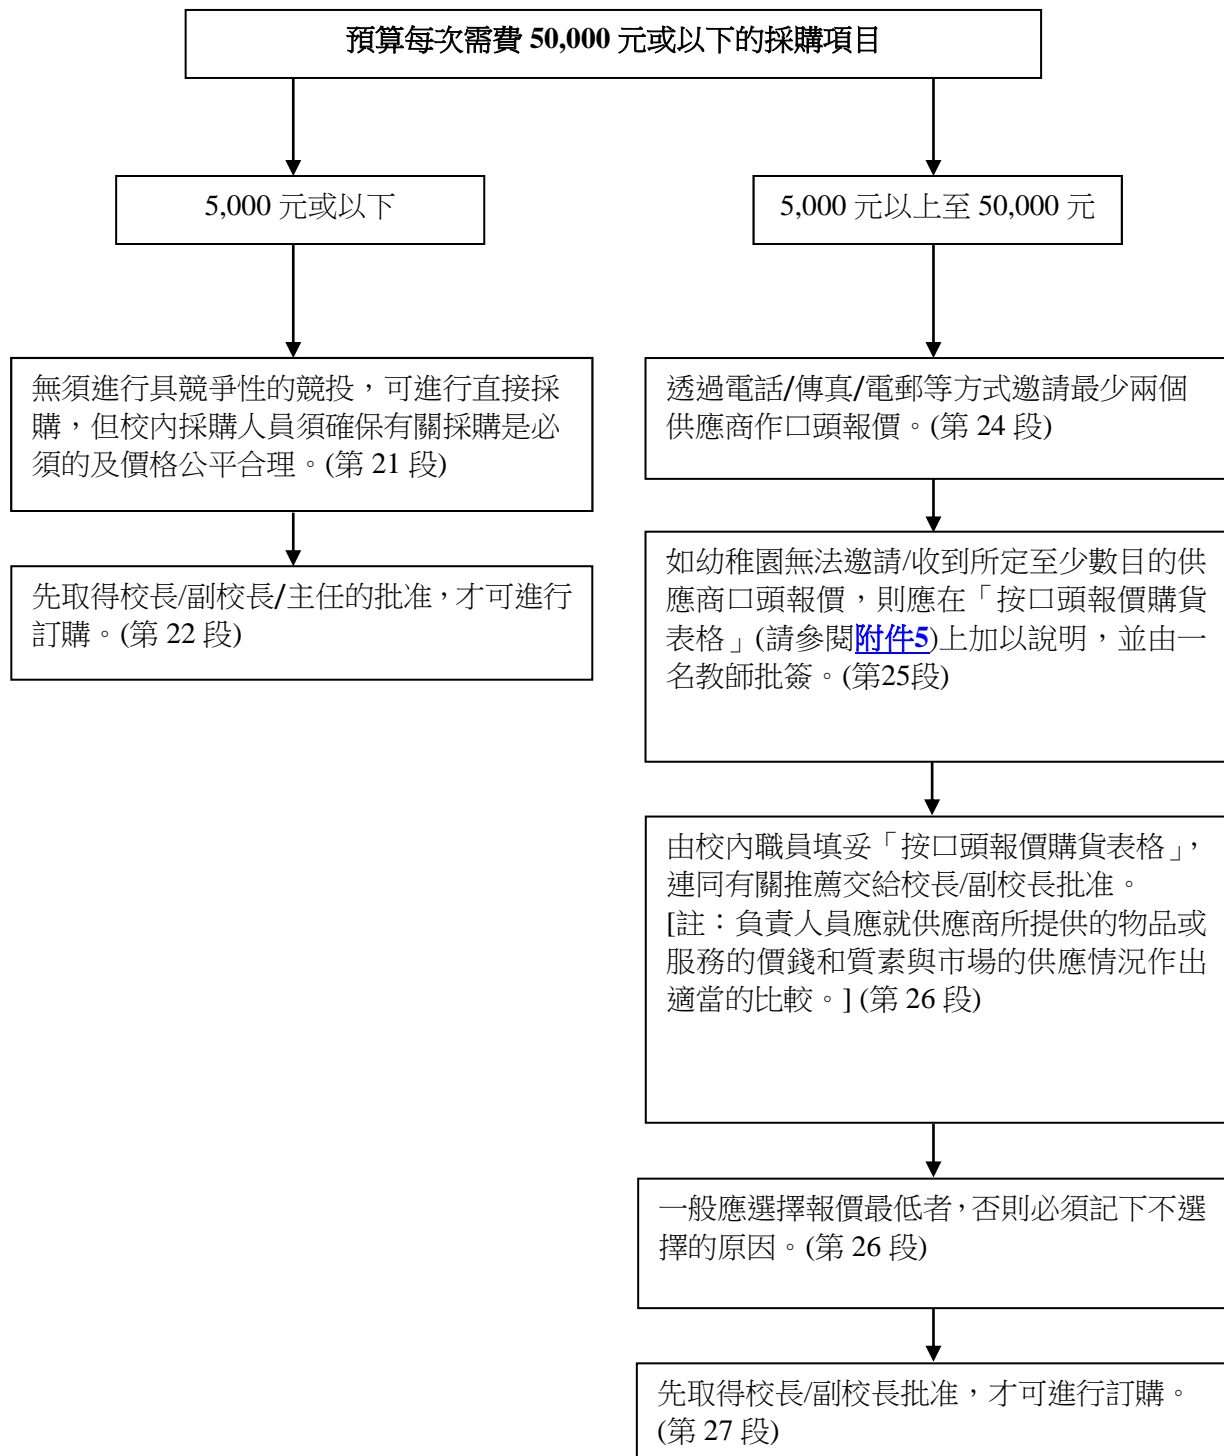 預算每次需費 50,000 元或以下的採購項目
5,000 元或以下
5,000 元以上至 50,000 元
無須進行具競爭性的競投，可進行直接採
購，但校內採購人員須確保有關採購是必
須的及價格公平合理。(第 21 段)
先取得校長/副校長/主任的批准，才可進行
訂購。(第 22 段)
透過電話/傳真/電郵等方式邀請最少兩個
供應商作口頭報價。(第 24 段)
如幼稚園無法邀請/收到所定至少數目的供
應商口頭報價，則應在「按口頭報價購貨
表格」(請參閱附件5)上加以說明，並由一
名教師批簽。(第25段)
由校內職員填妥「按口頭報價購貨表格」，
連同有關推薦交給校長/副校長批准。
[註：負責人員應就供應商所提供的物品或
服務的價錢和質素與市場的供應情況作出
適當的比較。] (第 26 段)
一般應選擇報價最低者，否則必須記下不選
擇的原因。(第 26 段)
先取得校長/副校長批准，才可進行訂購。
(第 27 段)